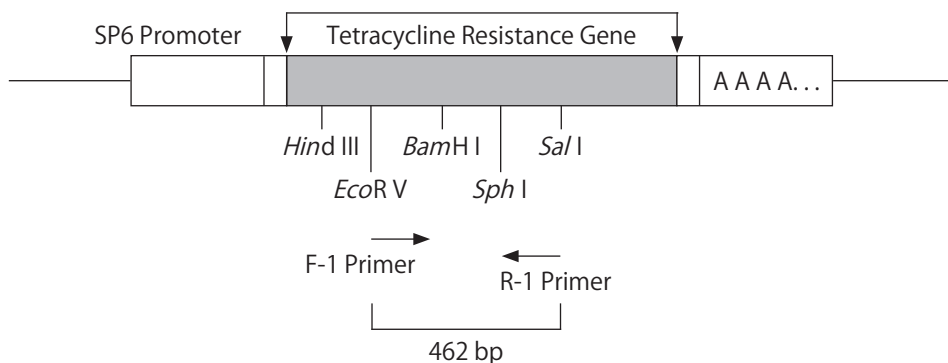 SP6 Promoter
Tetracycline Resistance Gene
A A A A. . .
Hind III
BamH I
Sal I
EcoR V
Sph I
F-1 Primer
R-1 Primer
462 bp